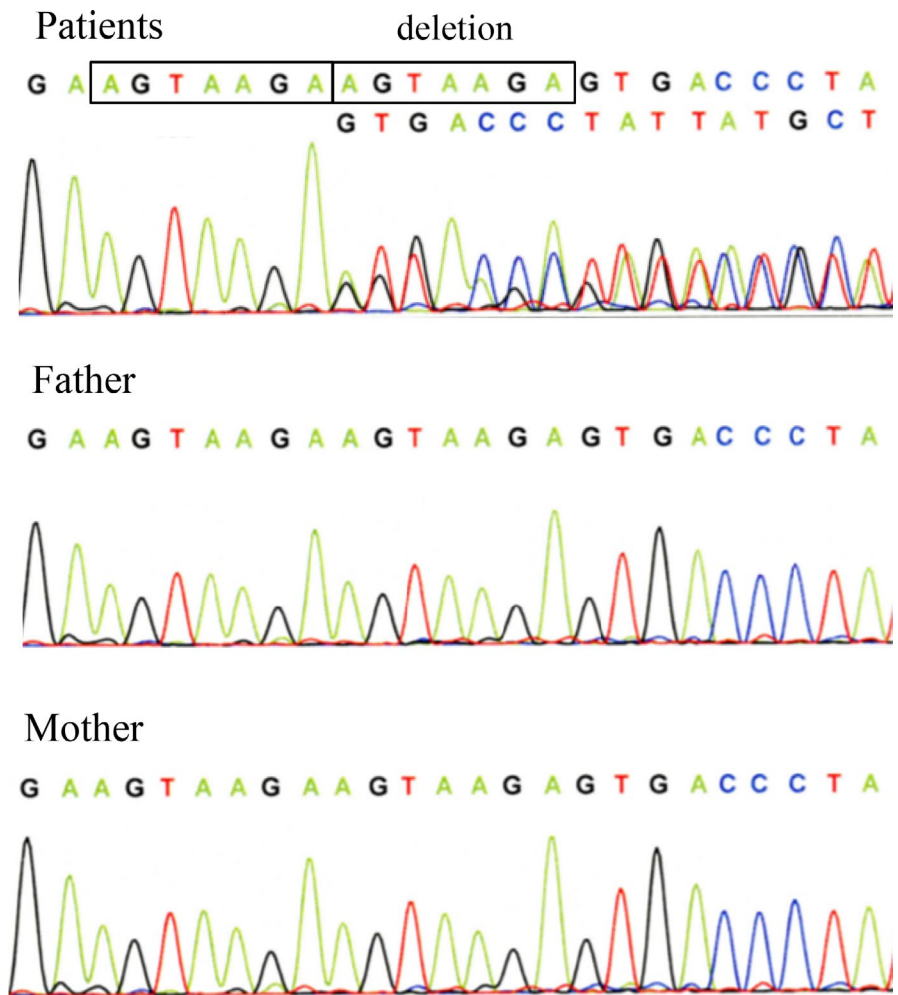 Patients deletion
G A A G T A A G A A G T A A G A G T G A C C C T A
G T G A C C C T A T T A T G C T
Father
G A A G T A A G A A G T A A G A G T G A C C C T A
Mother
G A A G T A A G A A G T A A G A G T G A C C C T A